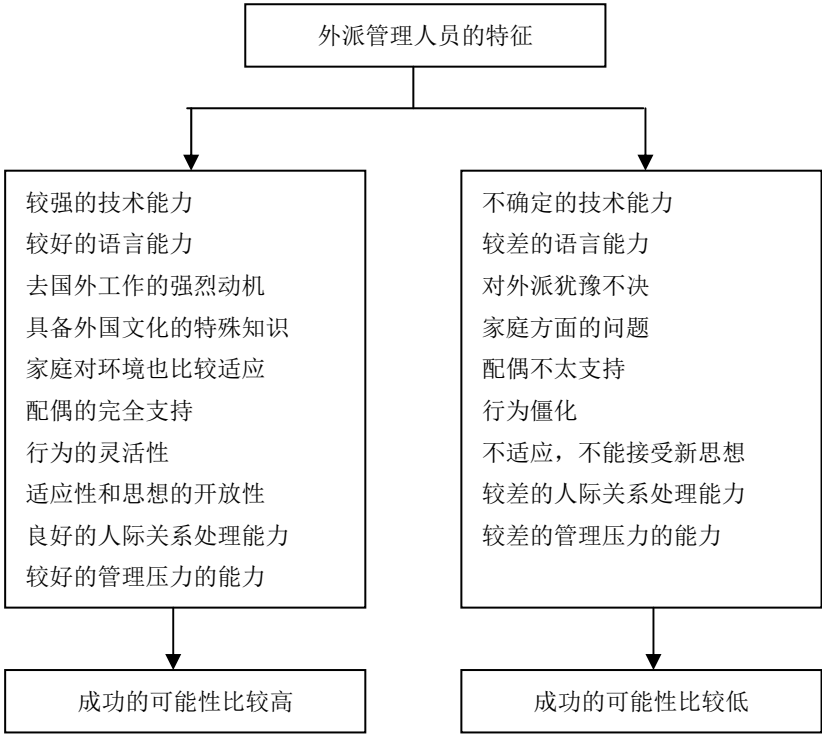 外派管理人员的特征
较强的技术能力
较好的语言能力
去国外工作的强烈动机
具备外国文化的特殊知识
家庭对环境也比较适应
配偶的完全支持
行为的灵活性
适应性和思想的开放性
良好的人际关系处理能力
较好的管理压力的能力
成功的可能性比较高
不确定的技术能力
较差的语言能力
对外派犹豫不决
家庭方面的问题
配偶不太支持
行为僵化
不适应，不能接受新思想
较差的人际关系处理能力
较差的管理压力的能力
成功的可能性比较低